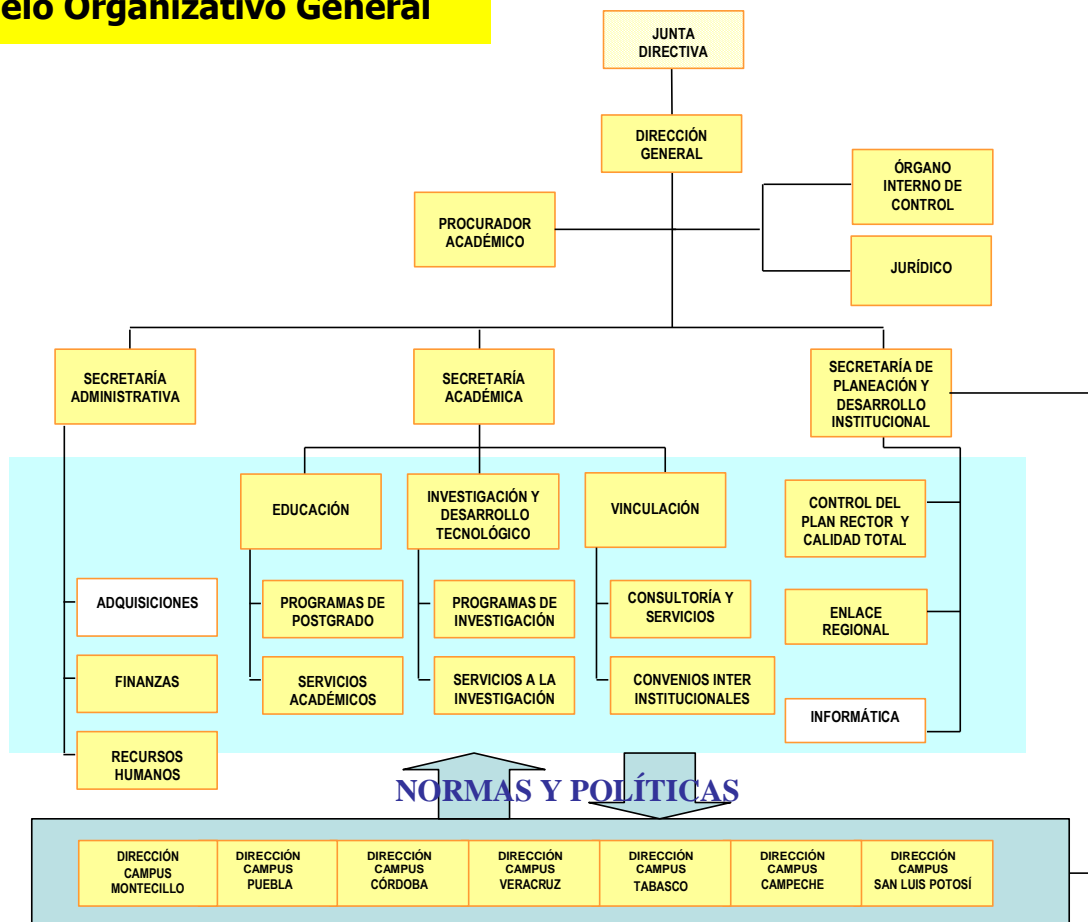 elo Organizativo General
JUNTA
DIRECTIVA
DIRECCIÓN
GENERAL
PROCURADOR
ACADÉMICO
ÓRGANO
INTERNO DE
CONTROL
JURÍDICO
SECRETARÍA
ADMINISTRATIVA
SECRETARÍA
ACADÉMICA
SECRETARÍA DE
PLANEACIÓN Y
DESARROLLO
INSTITUCIONAL
EDUCACIÓN
INVESTIGACIÓN Y
DESARROLLO
TECNOLÓGICO
VINCULACIÓN
CONTROL DEL
PLAN RECTOR Y
CALIDAD TOTAL
ADQUISICIONES
PROGRAMAS DE
POSTGRADO
PROGRAMAS DE
INVESTIGACIÓN
CONSULTORÍA Y
SERVICIOS
ENLACE
REGIONAL
FINANZAS
SERVICIOS
ACADÉMICOS
SERVICIOS A LA
INVESTIGACIÓN
CONVENIOS INTER
INSTITUCIONALES
INFORMÁTICA
RECURSOS
HUMANOS
NORMAS Y POLÍTICAS
DIRECCIÓN
CAMPUS
MONTECILLO
DIRECCIÓN
CAMPUS
PUEBLA
DIRECCIÓN
CAMPUS
CÓRDOBA
DIRECCIÓN
CAMPUS
VERACRUZ
DIRECCIÓN
CAMPUS
TABASCO
DIRECCIÓN
CAMPUS
CAMPECHE
DIRECCIÓN
CAMPUS
SAN LUIS POTOSÍ